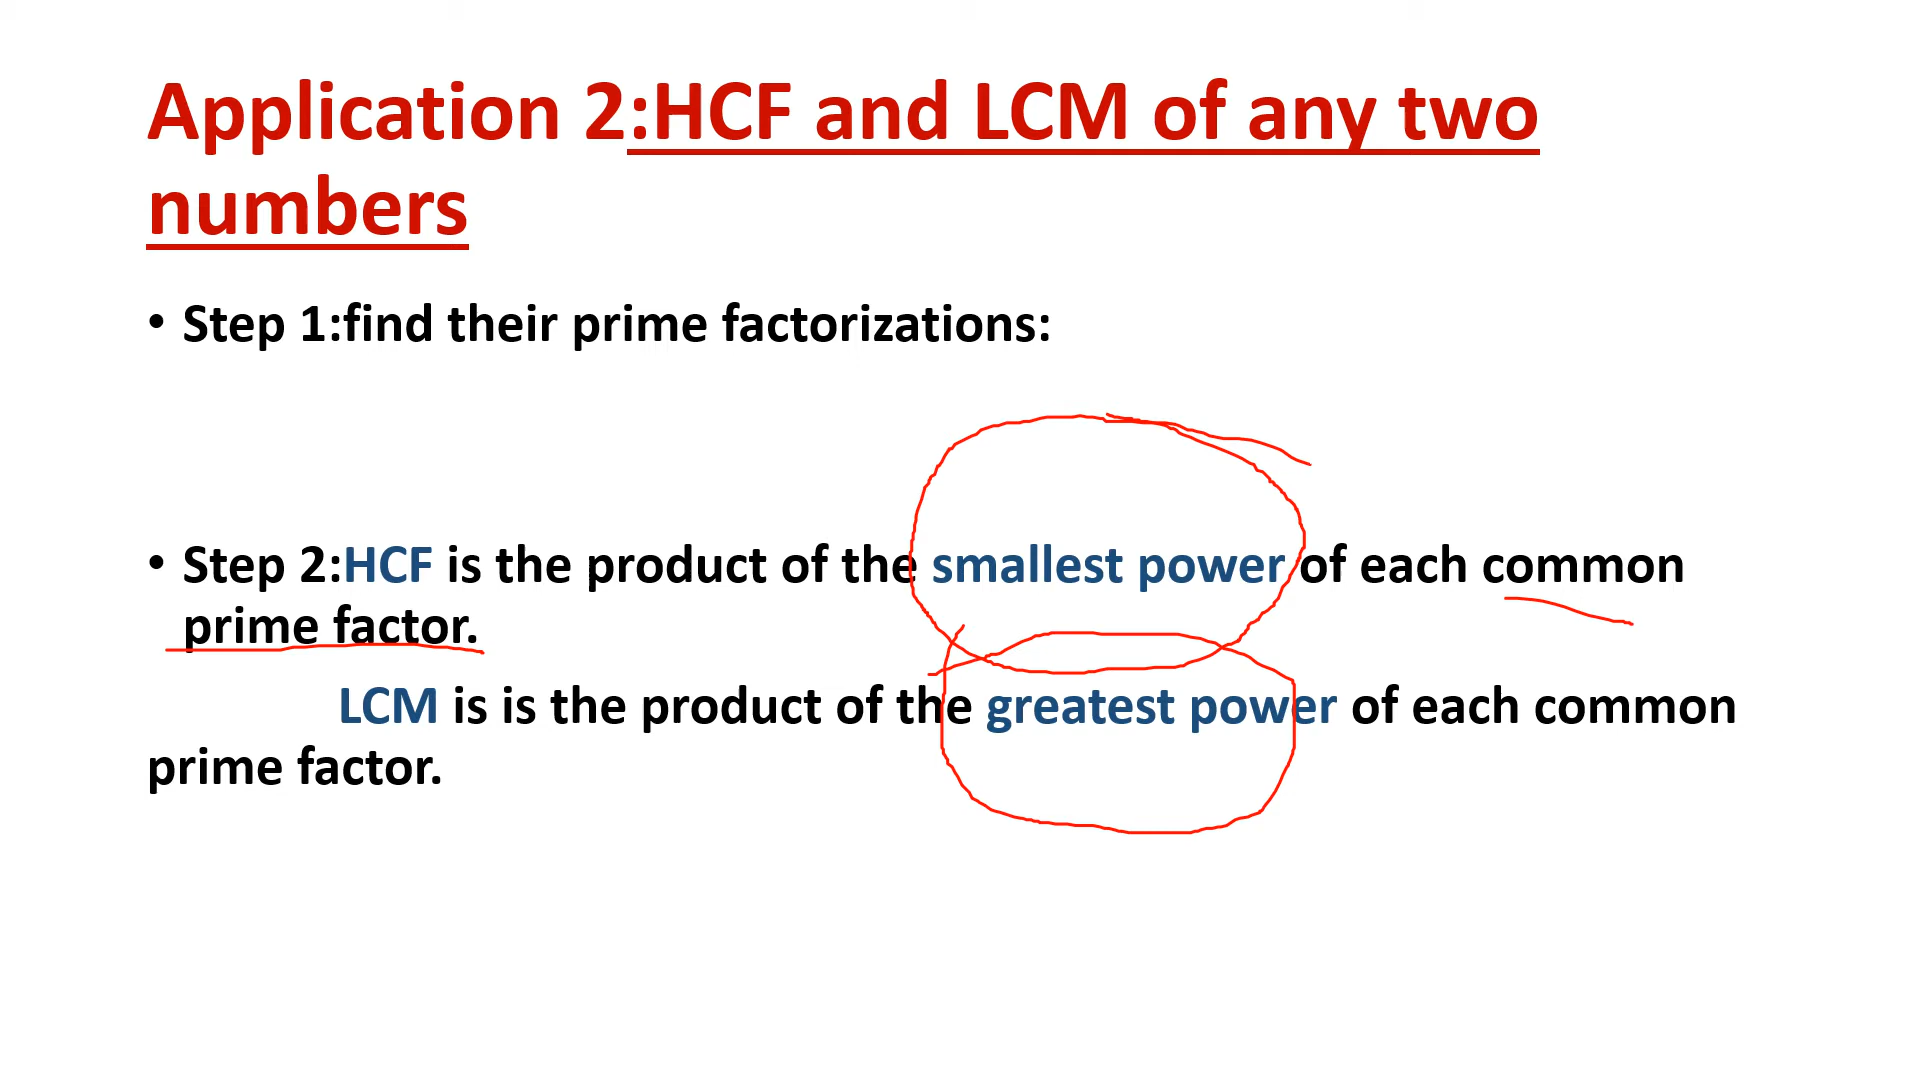 Application 2:HCF and LCM of any two
numbers
• Step 1:find their prime factorizations:
• Step 2:HCF is the product of the smallest power of each common
prime factor.
LCM is is the product of the greatest power of each common
prime factor.